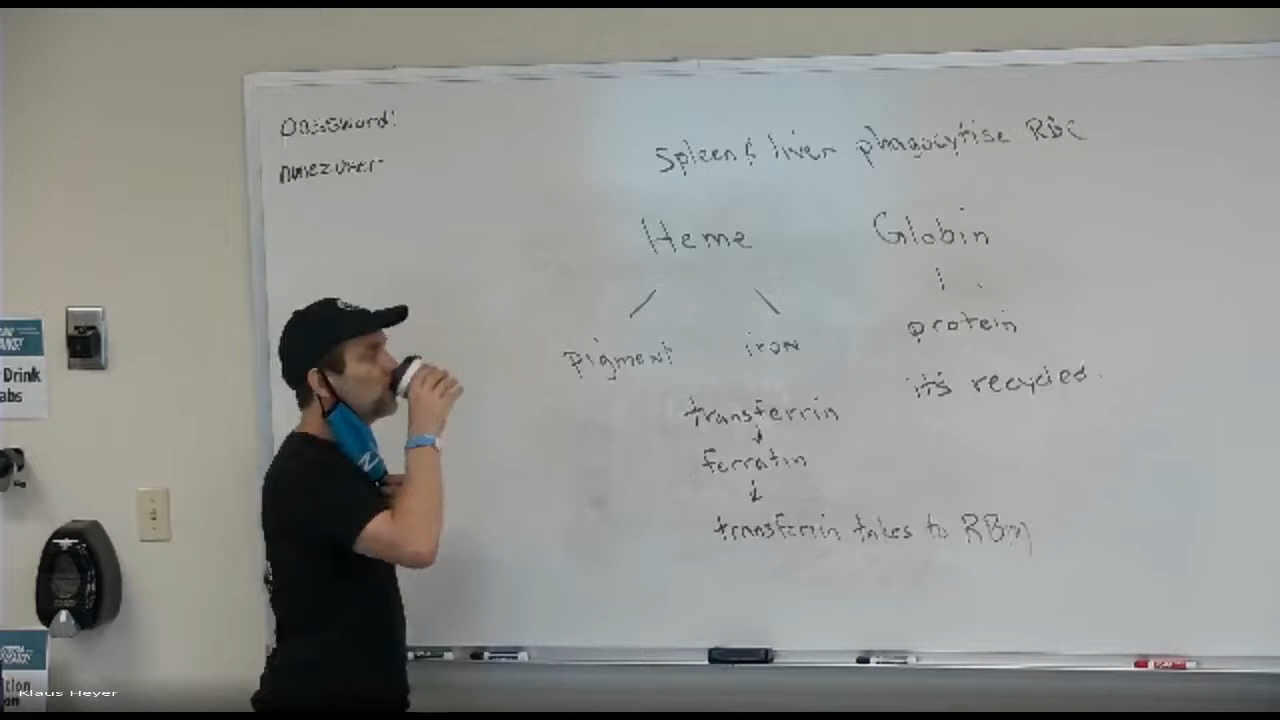 password:
nunezuser
spleen & liver phagocytise RBC
Heme
Globin
pigment
iron
protein
it's recycled.
transferrin
↓
ferratin
↓
transferrin takes to RBM
Drink
Klaus Heyer